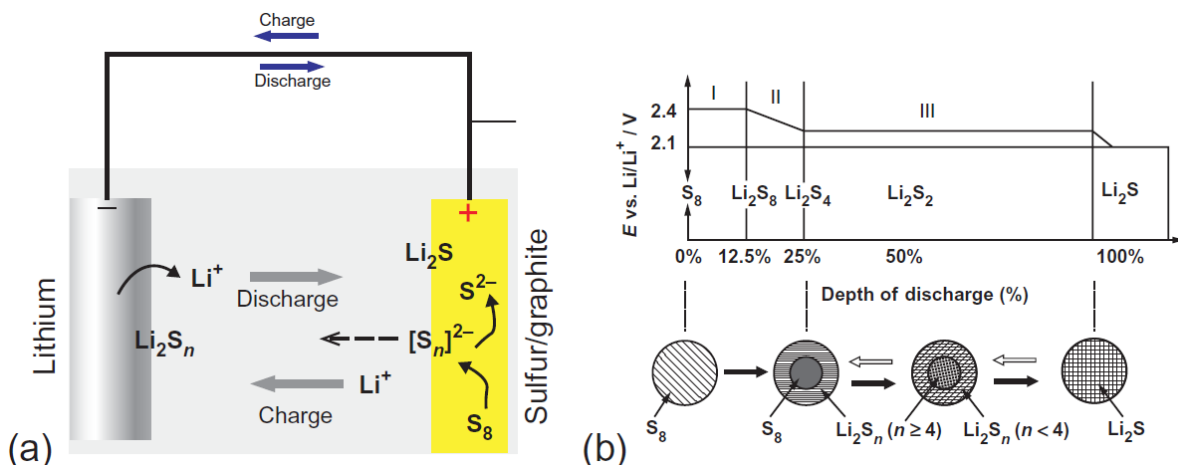 Charge
Discharge
−
+
Lithium
Li⁺
Discharge
Li₂Sₙ
Li⁺
Charge
Li₂S
S²⁻
[Sₙ]²⁻
S₈
Sulfur/graphite
(a)
E vs. Li/Li⁺ / V
2.4
2.1
I II III
S₈ Li₂S₈ Li₂S₄ Li₂S₂ Li₂S
0% 12.5% 25% 50% 100%
Depth of discharge (%)
S₈ S₈ Li₂Sₙ (n ≥ 4) Li₂Sₙ (n < 4) Li₂S
(b)